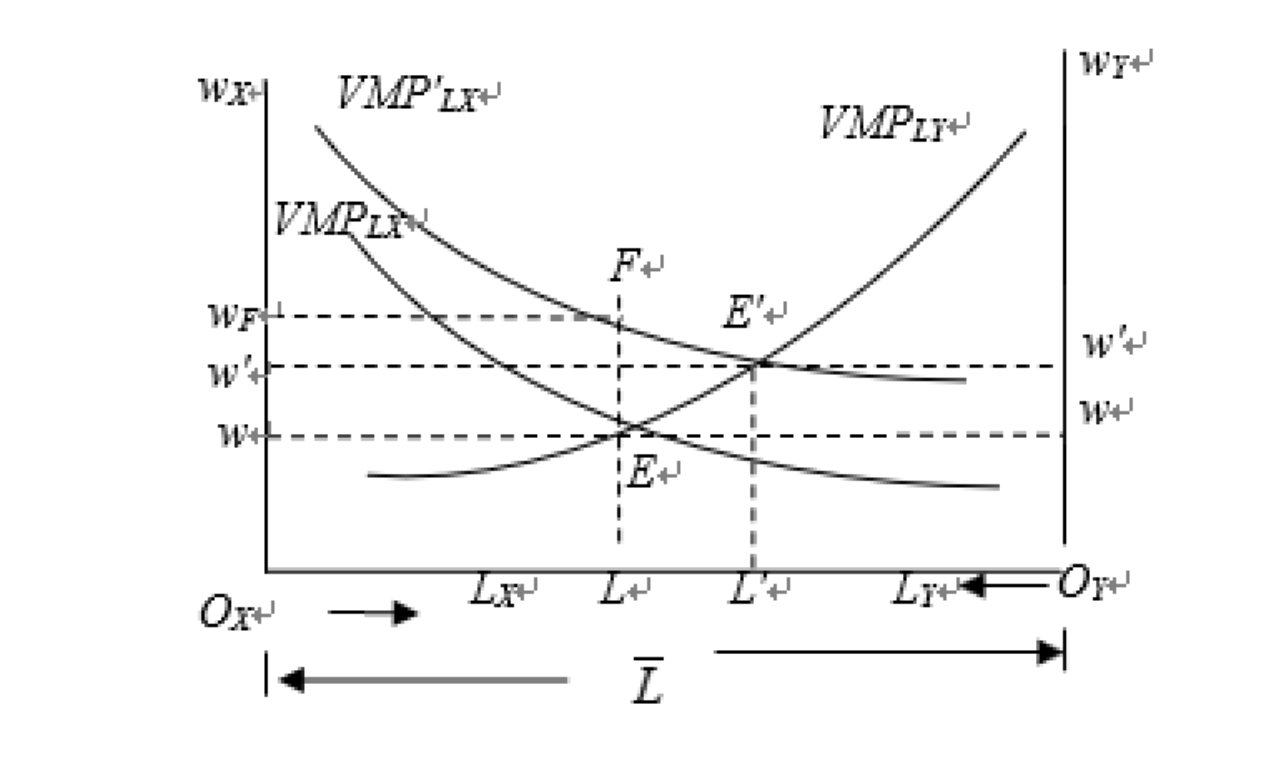 wX↵
VMP'LX↵
VMPLY↵
wY↵
VMPLX↵
F↵
wF↵
E'↵
w'↵
w'↵
w↵
w↵
E↵
OX↵
LX↵
L↵
L'↵
LY↵
OY↵
L̅